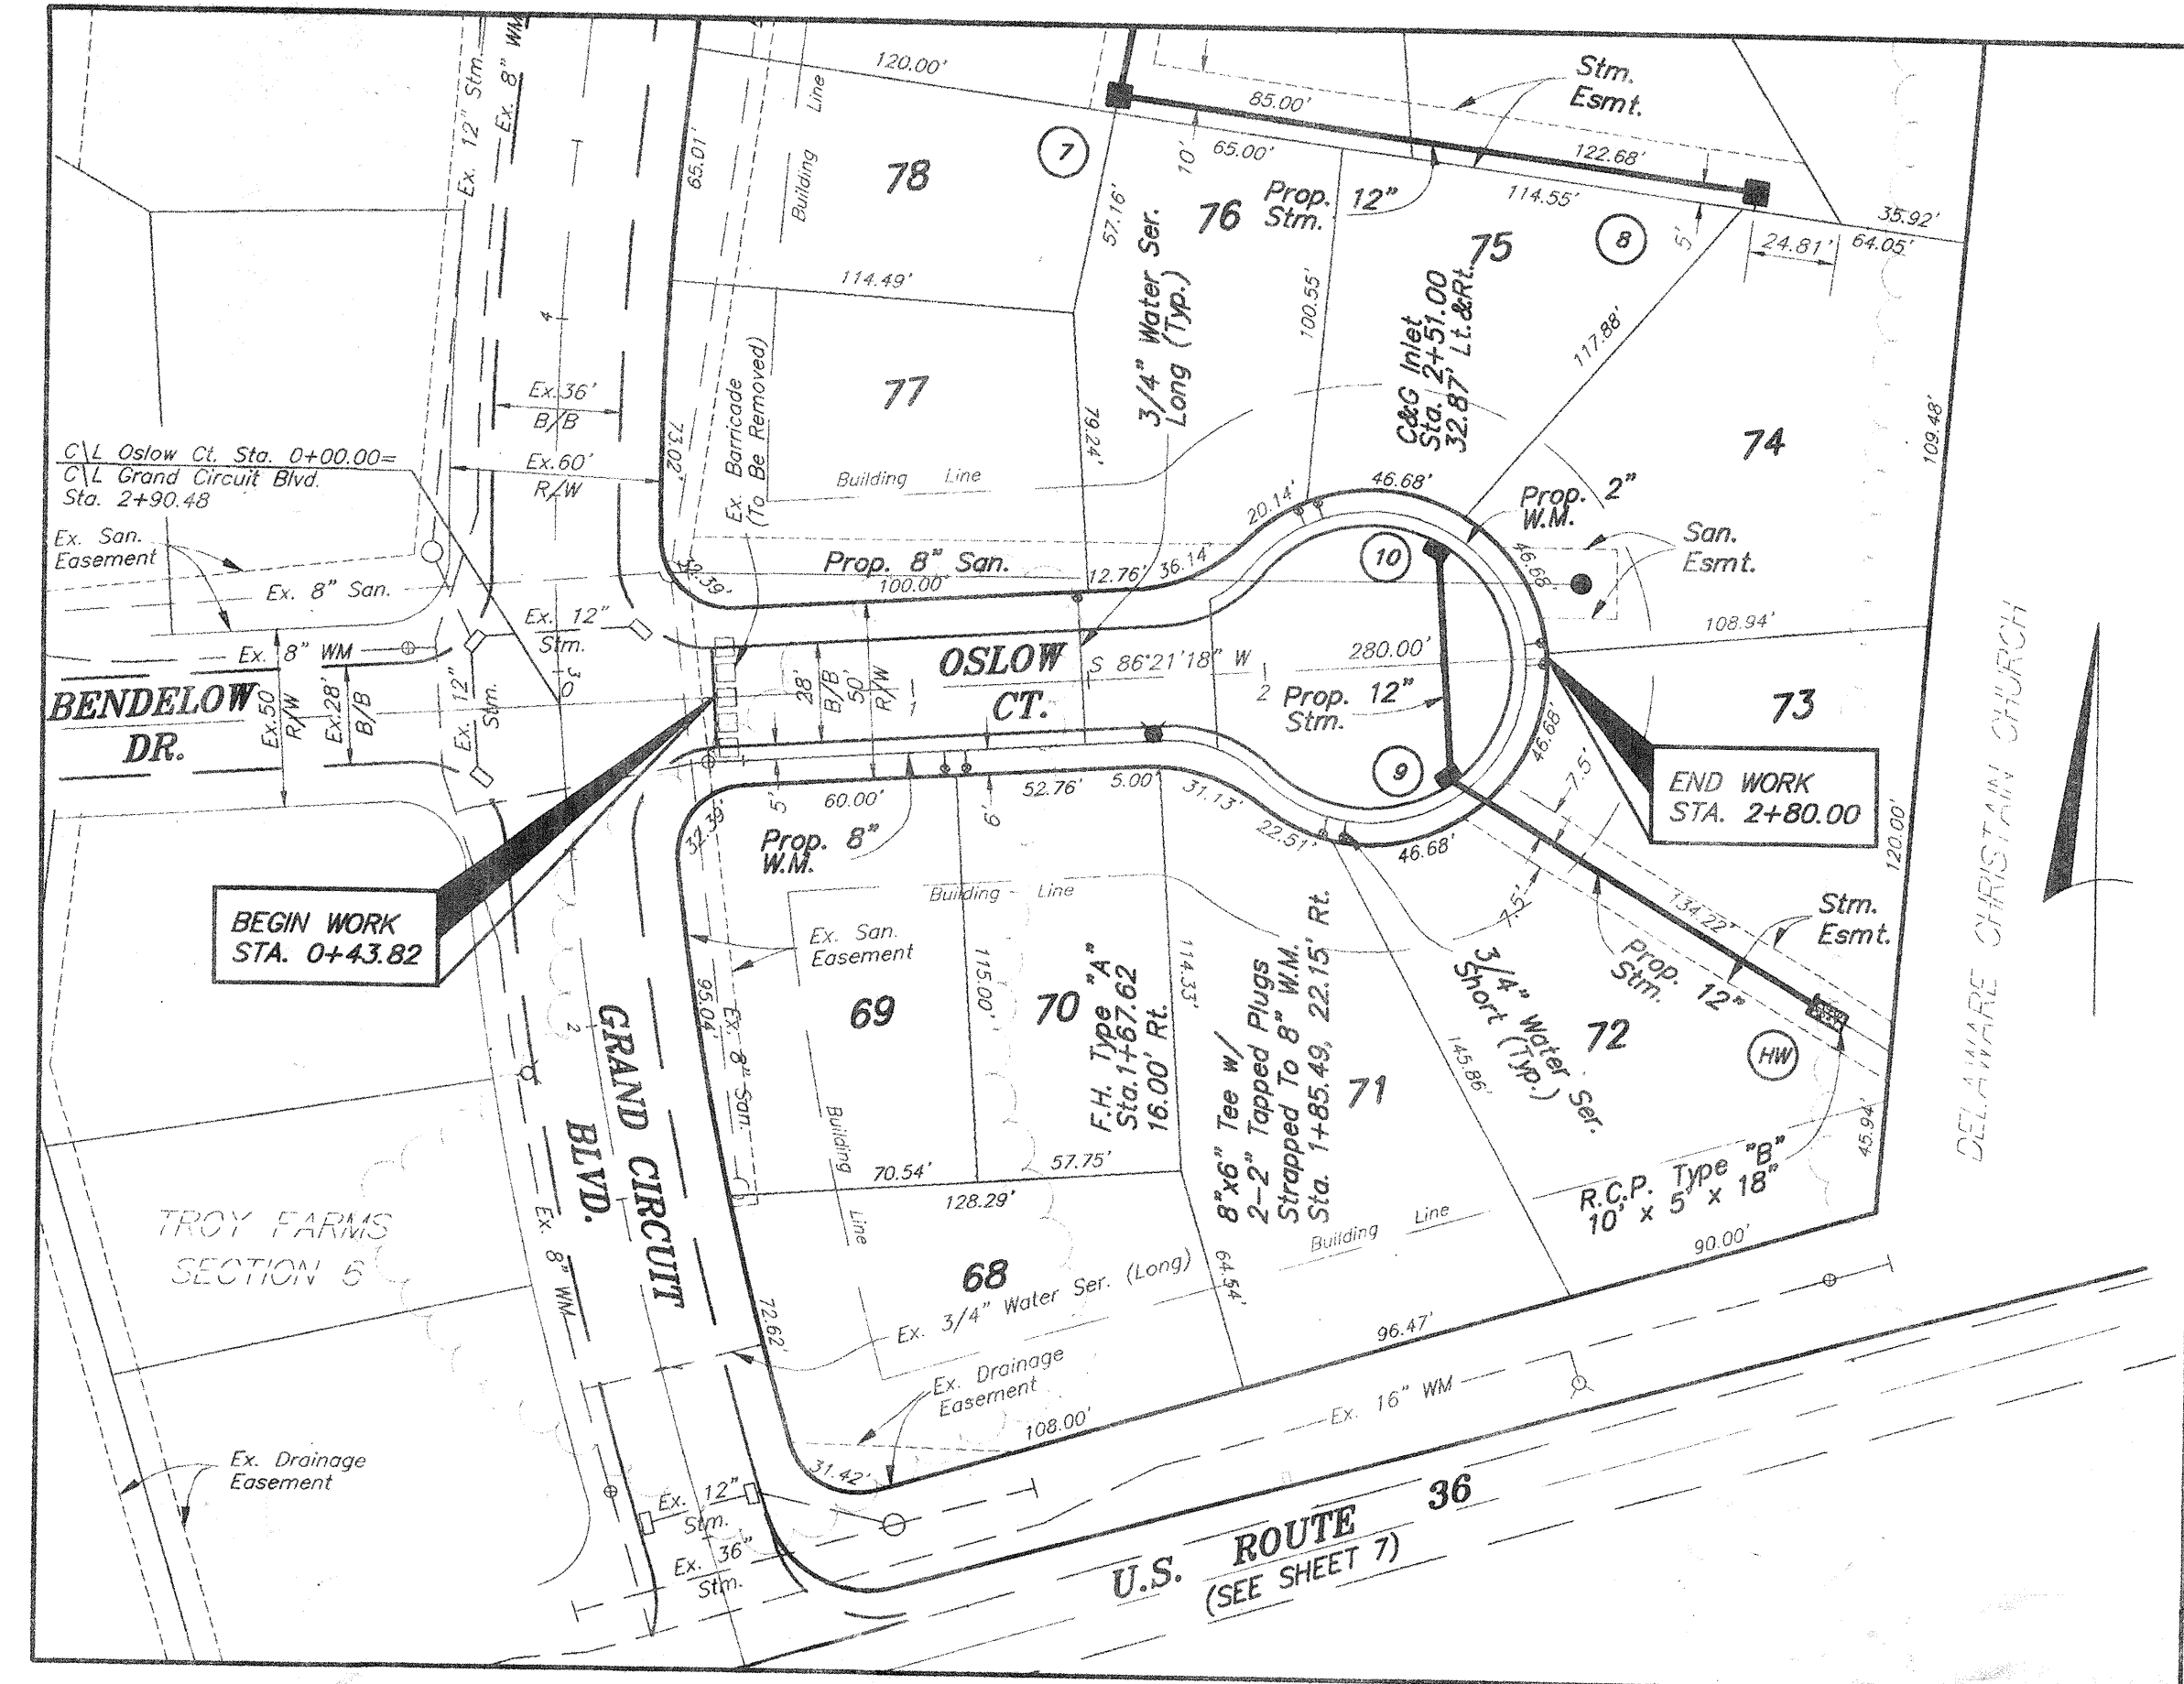 120.00'
85.00'
Stm.
Esmt.
Ex. 12" Stm.
Ex. 8" WM
65.01'
Building Line
78
7
57.16'
10'
65.00'
76
Prop. 12"
Stm.
122.68'
114.55'
75
8
5'
35.92'
24.81'
64.05'
114.49'
4
3/4" Water Ser.
Long (Typ.)
100.55'
C&G Inlet
Sta. 2+51.00
32.87' Lt.&Rt.
117.88'
109.48'
Ex.36'
B/B
77
79.24'
73.02'
Ex. Barricade
(To Be Removed)
74
C\L Oslow Ct. Sta. 0+00.00=
C\L Grand Circuit Blvd.
Sta. 2+90.48
Ex.60'
R/W
Building Line
20.14'
46.68'
Prop. 2"
W.M.
Ex. San.
Easement
San.
Esmt.
Prop. 8" San.
100.00'
12.76'
36.14'
10
46.68'
32.39'
Ex. 8" San.
Ex. 12"
Stm.
Ex. 8" WM
108.94'
BENDELOW
DR.
Ex.50'
R/W
Ex.28'
B/B
Ex. 12"
Stm.
3
0
28'
B/B
50'
R/W
1
OSLOW
CT.
S 86°21'18" W
2
280.00'
Prop. 12"
Stm.
73
46.68'
9
END WORK
STA. 2+80.00
7.5'
5'
60.00'
6'
52.76'
5.00'
31.13'
32.39'
Prop. 8"
W.M.
22.51'
46.68'
120.00'
DELAWARE CHRISTAIN CHURCH
BEGIN WORK
STA. 0+43.82
Building Line
7.5'
134.22'
Stm.
Esmt.
Ex. San.
Easement
95.04'
Ex. 8" San.
69
115.00'
70
F.H. Type "A"
Sta.1+67.62
16.00' Rt.
114.33'
8"x6" Tee w/
2-2" Tapped Plugs
Strapped To 8" W.M.
Sta. 1+85.49, 22.15' Rt.
3/4" Water Ser.
Short (Typ.)
Prop. 12"
Stm.
72
HW
2
GRAND CIRCUIT
BLVD.
71
145.86'
45.94'
Building Line
70.54'
57.75'
128.29'
R.C.P. Type "B"
10' x 5' x 18"
TROY FARMS
SECTION 6
Ex. 8" WM
68
Ex. 3/4" Water Ser. (Long)
64.54'
Building Line
90.00'
72.62'
96.47'
Ex. Drainage
Easement
108.00'
Ex. 16" WM
Ex. Drainage
Easement
31.42'
Ex. 12"
Stm.
Ex. 36"
Stm.
U.S. ROUTE 36
(SEE SHEET 7)